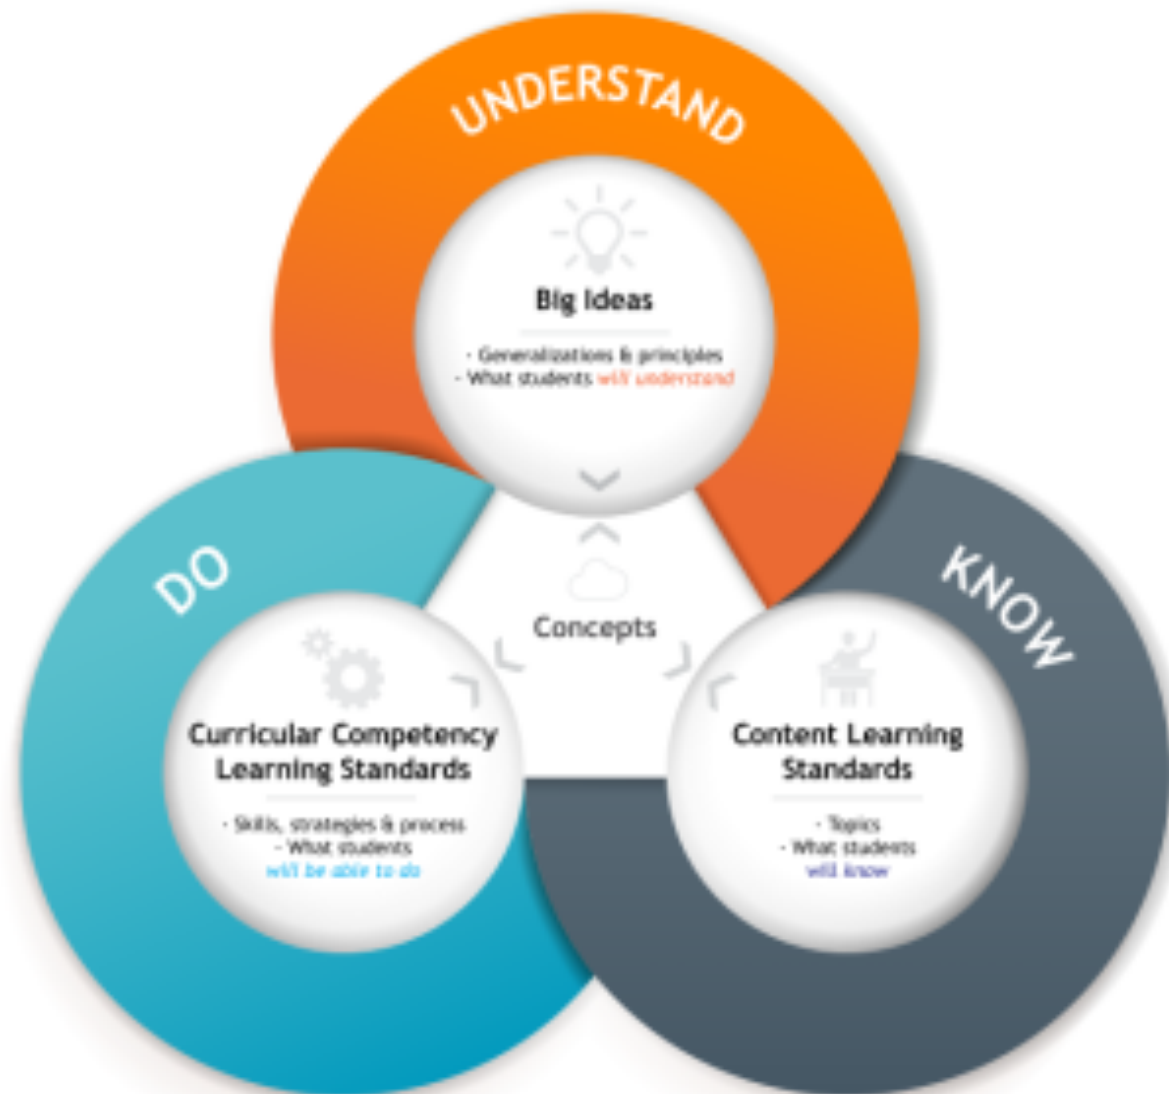 UNDERSTAND
Big Ideas
· Generalizations & principles
· What students will understand
Concepts
DO
Curricular Competency
Learning Standards
· Skills, strategies & process
· What students
will be able to do
KNOW
Content Learning
Standards
· Topics
· What students
will know